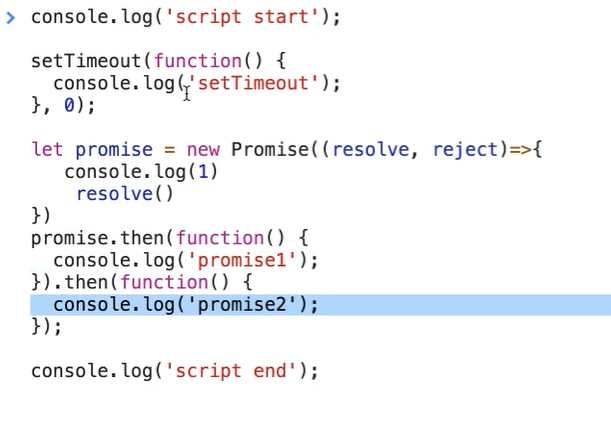 console.log('script start');
setTimeout(function() {
  console.log('setTimeout');
}, 0);
let promise = new Promise((resolve, reject)=>{
   console.log(1)
    resolve()
})
promise.then(function() {
  console.log('promise1');
}).then(function() {
  console.log('promise2');
});
console.log('script end');